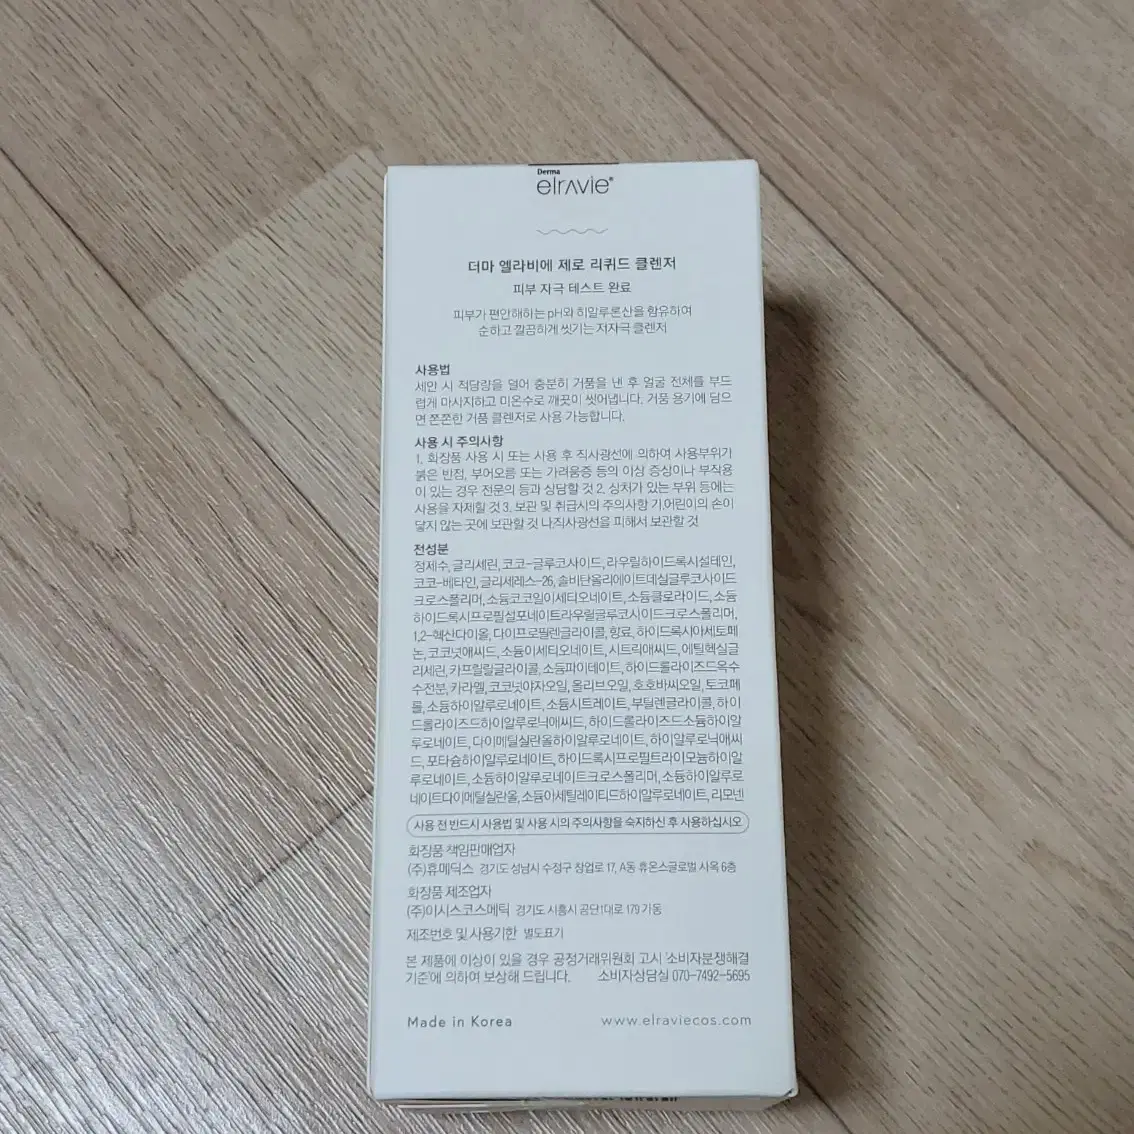 Derma
elravie®
더마 엘라비에 제로 리퀴드 클렌저
피부 자극 테스트 완료
피부가 편안해하는 pH와 히알루론산을 함유하여
순하고 깔끔하게 씻기는 저자극 클렌저
사용법
세안 시 적당량을 덜어 충분히 거품을 낸 후 얼굴 전체를 부드
럽게 마사지하고 미온수로 깨끗이 씻어냅니다. 거품 용기에 담으
면 쫀쫀한 거품 클렌저로 사용 가능합니다.
사용 시 주의사항
1. 화장품 사용 시 또는 사용 후 직사광선에 의하여 사용부위가
붉은 반점, 부어오름 또는 가려움증 등의 이상 증상이나 부작용
이 있는 경우 전문의 등과 상담할 것 2. 상처가 있는 부위 등에는
사용을 자제할 것 3. 보관 및 취급시의 주의사항 가.어린이의 손이
닿지 않는 곳에 보관할 것 나.직사광선을 피해서 보관할 것
전성분
정제수, 글리세린, 코코-글루코사이드, 라우릴하이드록시설테인,
코코-베타인, 글리세레스-26, 솔비탄올리에이트데실글루코사이드
크로스폴리머, 소듐코코일이세티오네이트, 소듐클로라이드, 소듐
하이드록시프로필설포네이트라우릴글루코사이드크로스폴리머,
1,2-헥산다이올, 다이프로필렌글라이콜, 향료, 하이드록시아세토페
논, 코코넛애씨드, 소듐이세티오네이트, 시트릭애씨드, 에틸헥실글
리세린, 카프릴릴글라이콜, 소듐파이테이트, 하이드롤라이즈드옥수
수전분, 카라멜, 코코넛야자오일, 올리브오일, 호호바씨오일, 토코페
롤, 소듐하이알루로네이트, 소듐시트레이트, 부틸렌글라이콜, 하이
드롤라이즈드하이알루로닉애씨드, 하이드롤라이즈드소듐하이알
루로네이트, 다이메틸실란올하이알루로네이트, 하이알루로닉애씨
드, 포타슘하이알루로네이트, 하이드록시프로필트라이모늄하이알
루로네이트, 소듐하이알루로네이트크로스폴리머, 소듐하이알루로
네이트다이메틸실란올, 소듐아세틸레이티드하이알루로네이트, 리모넨
사용 전 반드시 사용법 및 사용 시의 주의사항을 숙지하신 후 사용하십시오
화장품 책임판매업자
(주)휴메딕스 경기도 성남시 수정구 창업로 17, A동 휴온스글로벌 사옥 6층
화장품 제조업자
(주)이시스코스메틱 경기도 시흥시 공단1대로 179 가동
제조번호 및 사용기한 별도표기
본 제품에 이상이 있을 경우 공정거래위원회 고시 '소비자분쟁해결
기준'에 의하여 보상해 드립니다. 소비자상담실 070-7492-5695
Made in Korea www.elraviecos.com